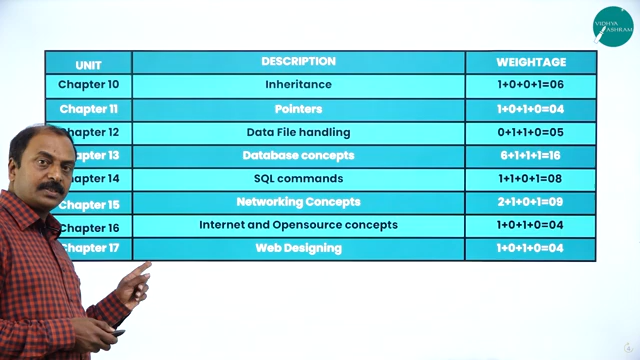 VIDHYA
ASHRAM
UNIT DESCRIPTION WEIGHTAGE
Chapter 10 Inheritance 1+0+0+1=06
Chapter 11 Pointers 1+0+1+0=04
Chapter 12 Data File handling 0+1+1+0=05
Chapter 13 Database concepts 6+1+1+1=16
hapter 14 SQL commands 1+1+0+1=08
Chapter 15 Networking Concepts 2+1+0+1=09
Chapter 16 Internet and Opensource concepts 1+0+1+0=04
Chapter 17 Web Designing 1+0+1+0=04